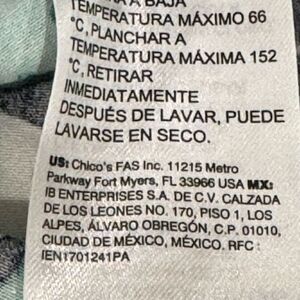 A BAJA
TEMPERATURA MÁXIMO 66
°C, PLANCHAR A
TEMPERATURA MÁXIMA 152
°C, RETIRAR
INMEDIATAMENTE
DESPUÉS DE LAVAR, PUEDE
LAVARSE EN SECO.
US: Chico's FAS Inc. 11215 Metro
Parkway Fort Myers, FL 33966 USA MX:
IB ENTERPRISES S.A. DE C.V. CALZADA
DE LOS LEONES NO. 170, PISO 1, LOS
ALPES, ÁLVARO OBREGÓN, C.P. 01010,
CIUDAD DE MÉXICO, MÉXICO. RFC :
IEN1701241PA